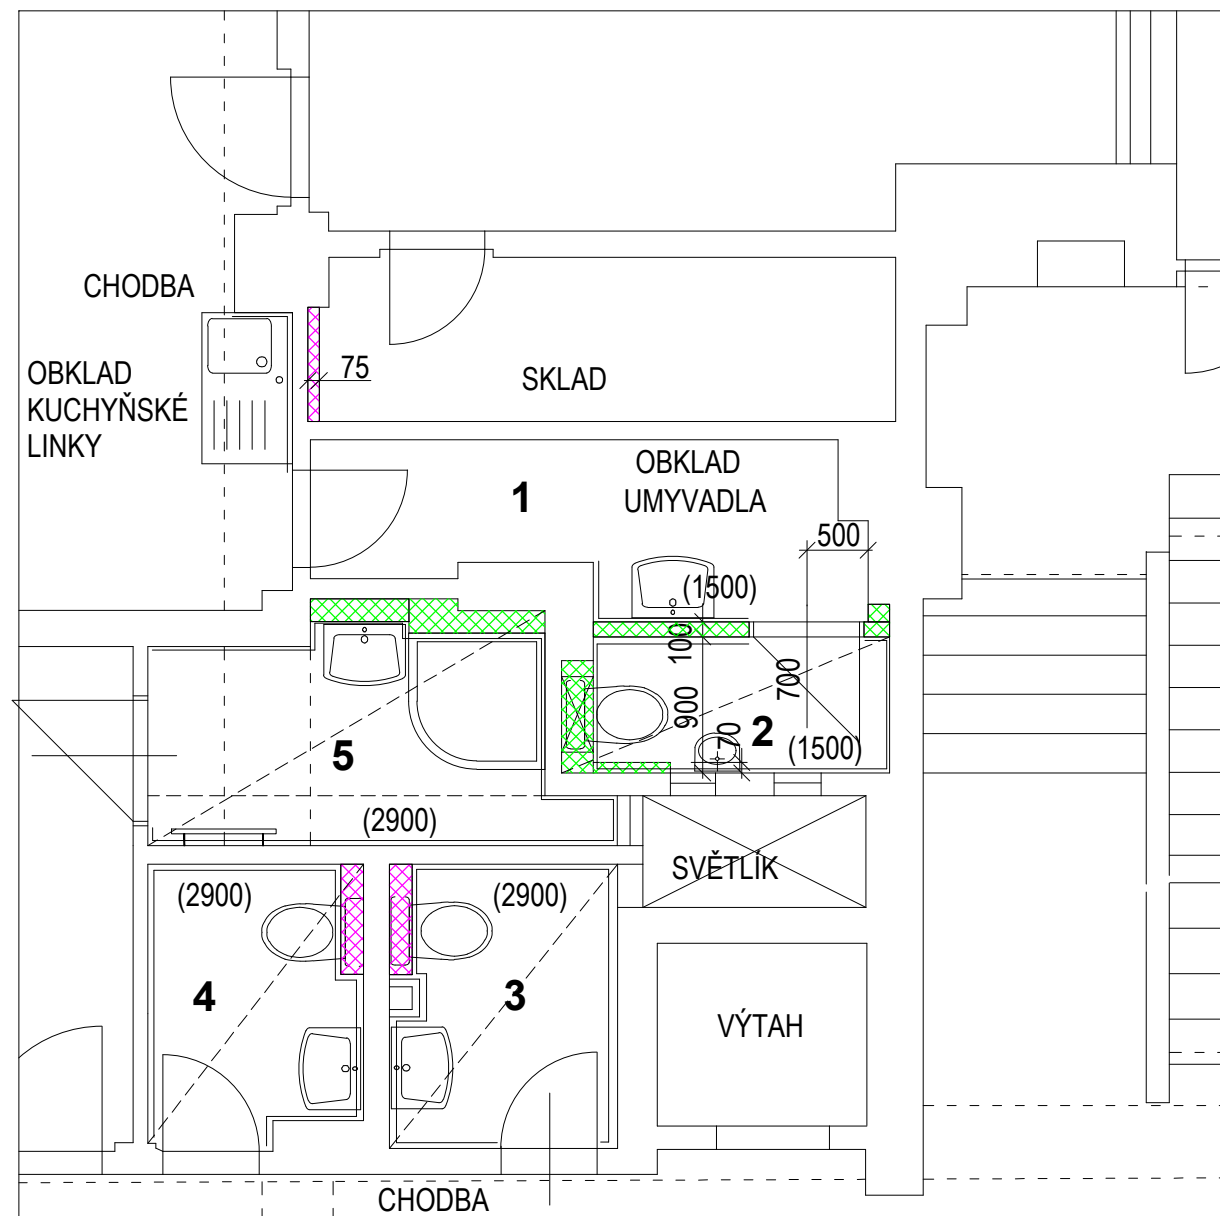 CHODBA
75
OBKLAD
KUCHYŇSKÉ
LINKY
SKLAD
OBKLAD
UMYVADLA
1
500
(1500)
100
700
900
70
2
(1500)
5
(2900)
SVĚTLÍK
(2900)
(2900)
4
3
VÝTAH
CHODBA